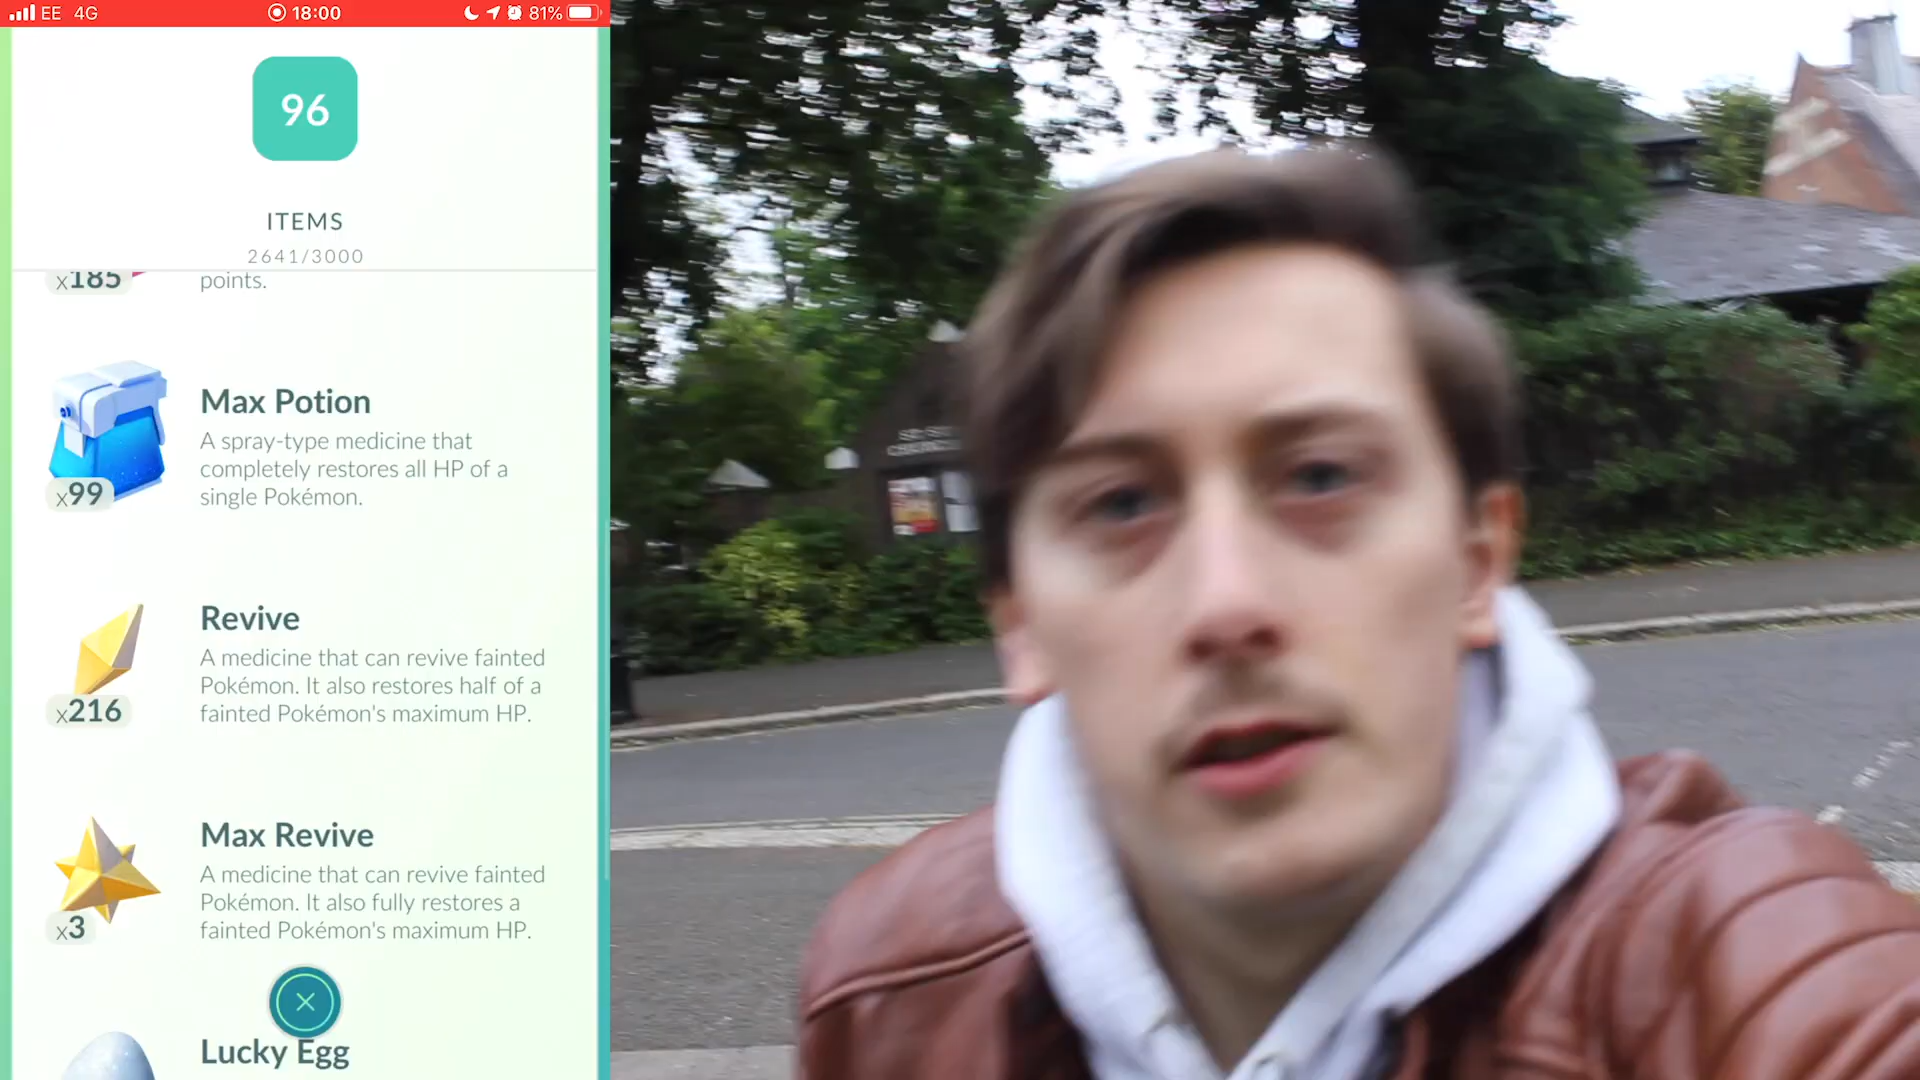 EE 4G 18:00 81%
96
ITEMS
2641/3000
x185 points.
Max Potion
A spray-type medicine that
completely restores all HP of a
x99 single Pokémon.
Revive
A medicine that can revive fainted
Pokémon. It also restores half of a
x216 fainted Pokémon's maximum HP.
Max Revive
A medicine that can revive fainted
Pokémon. It also fully restores a
x3 fainted Pokémon's maximum HP.
Lucky Egg